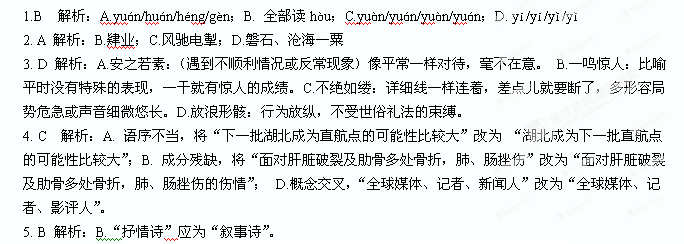 1.B 解析：A.yuán/huán/héng/gèn；B. 全部读 hòu；C.yuàn/yuán/yuàn/yuán；D. yǐ /yī /yì /yǐ
2. A 解析：B.肄业；C.风驰电掣；D.磐石、沧海一粟
3. D 解析：A.安之若素：（遇到不顺利情况或反常现象）像平常一样对待，毫不在意。 B.一鸣惊人：比喻
平时没有特殊的表现，一干就有惊人的成绩。C.不绝如缕：详细线一样连着，差点儿就要断了，多形容局
势危急或声音细微悠长。D.放浪形骸：行为放纵，不受世俗礼法的束缚。
4. C 解析：A. 语序不当，将“下一批湖北成为直航点的可能性比较大”改为 “湖北成为下一批直航点
的可能性比较大”；B. 成分残缺，将“面对肝脏破裂及助骨多处骨折，肺、肠挫伤”改为“面对肝脏破裂
及助骨多处骨折，肺、肠挫伤的伤情”； D.概念交叉，“全球媒体、记者、新闻人”改为“全球媒体、记
者、影评人”。
5. B 解析：B.“抒情诗”应为“叙事诗”。